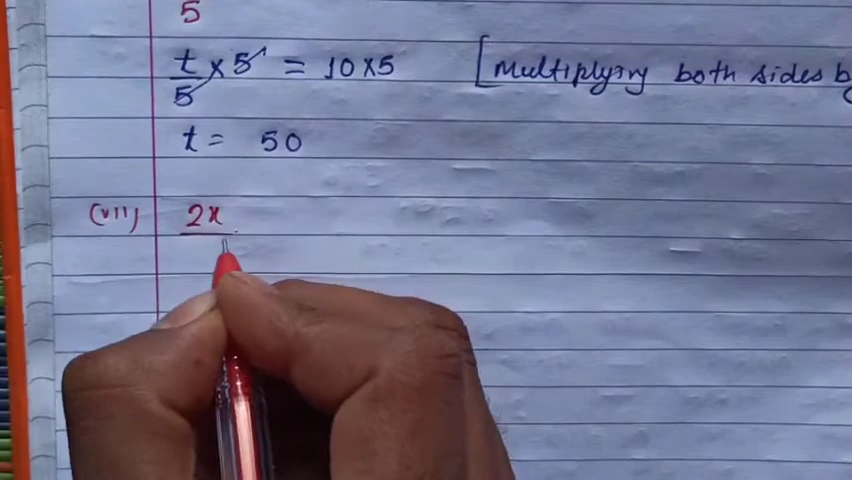 5
t/5 × 5 = 10×5 [Multiplying both sides by
t = 50
(vii) 2x